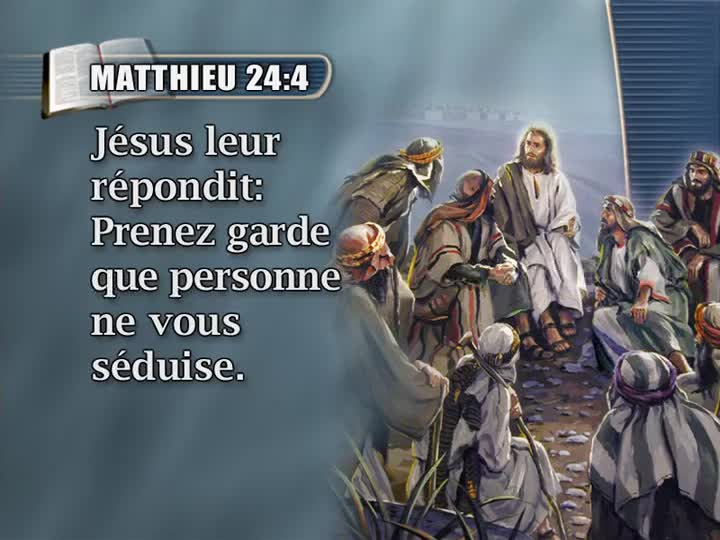 MATTHIEU 24:4
Jésus leur
répondit:
Prenez garde
que personne
ne vous
séduise.